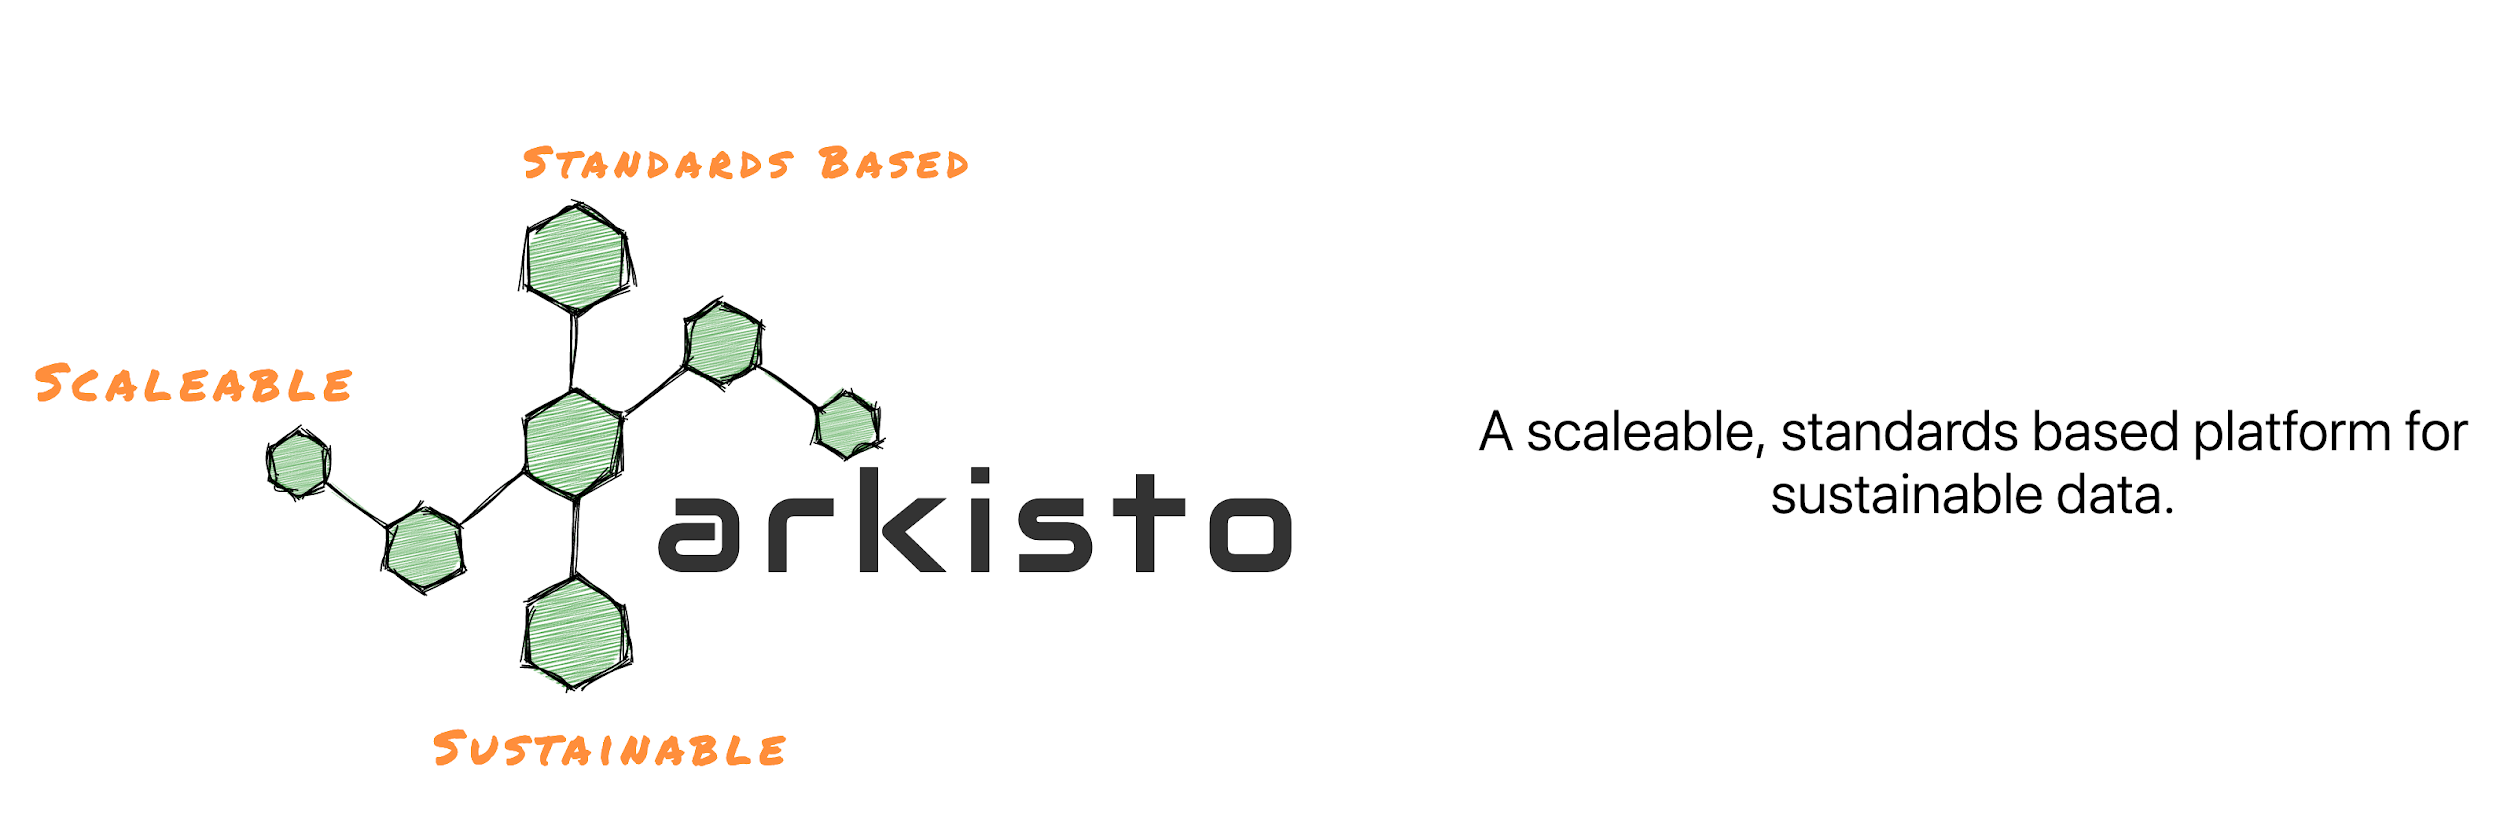 Standards Based
Scaleable
arkisto
Sustainable
A scaleable, standards based platform for
sustainable data.